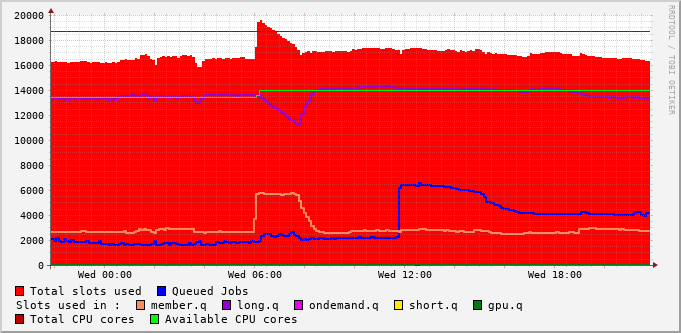 20000
18000
16000
14000
12000
10000
8000
6000
4000
2000
0
Wed 00:00 Wed 06:00 Wed 12:00 Wed 18:00
Total slots used Queued Jobs
Slots used in : member.q long.q ondemand.q short.q gpu.q
Total CPU cores Available CPU cores
RRDTOOL / TOBI OETIKER